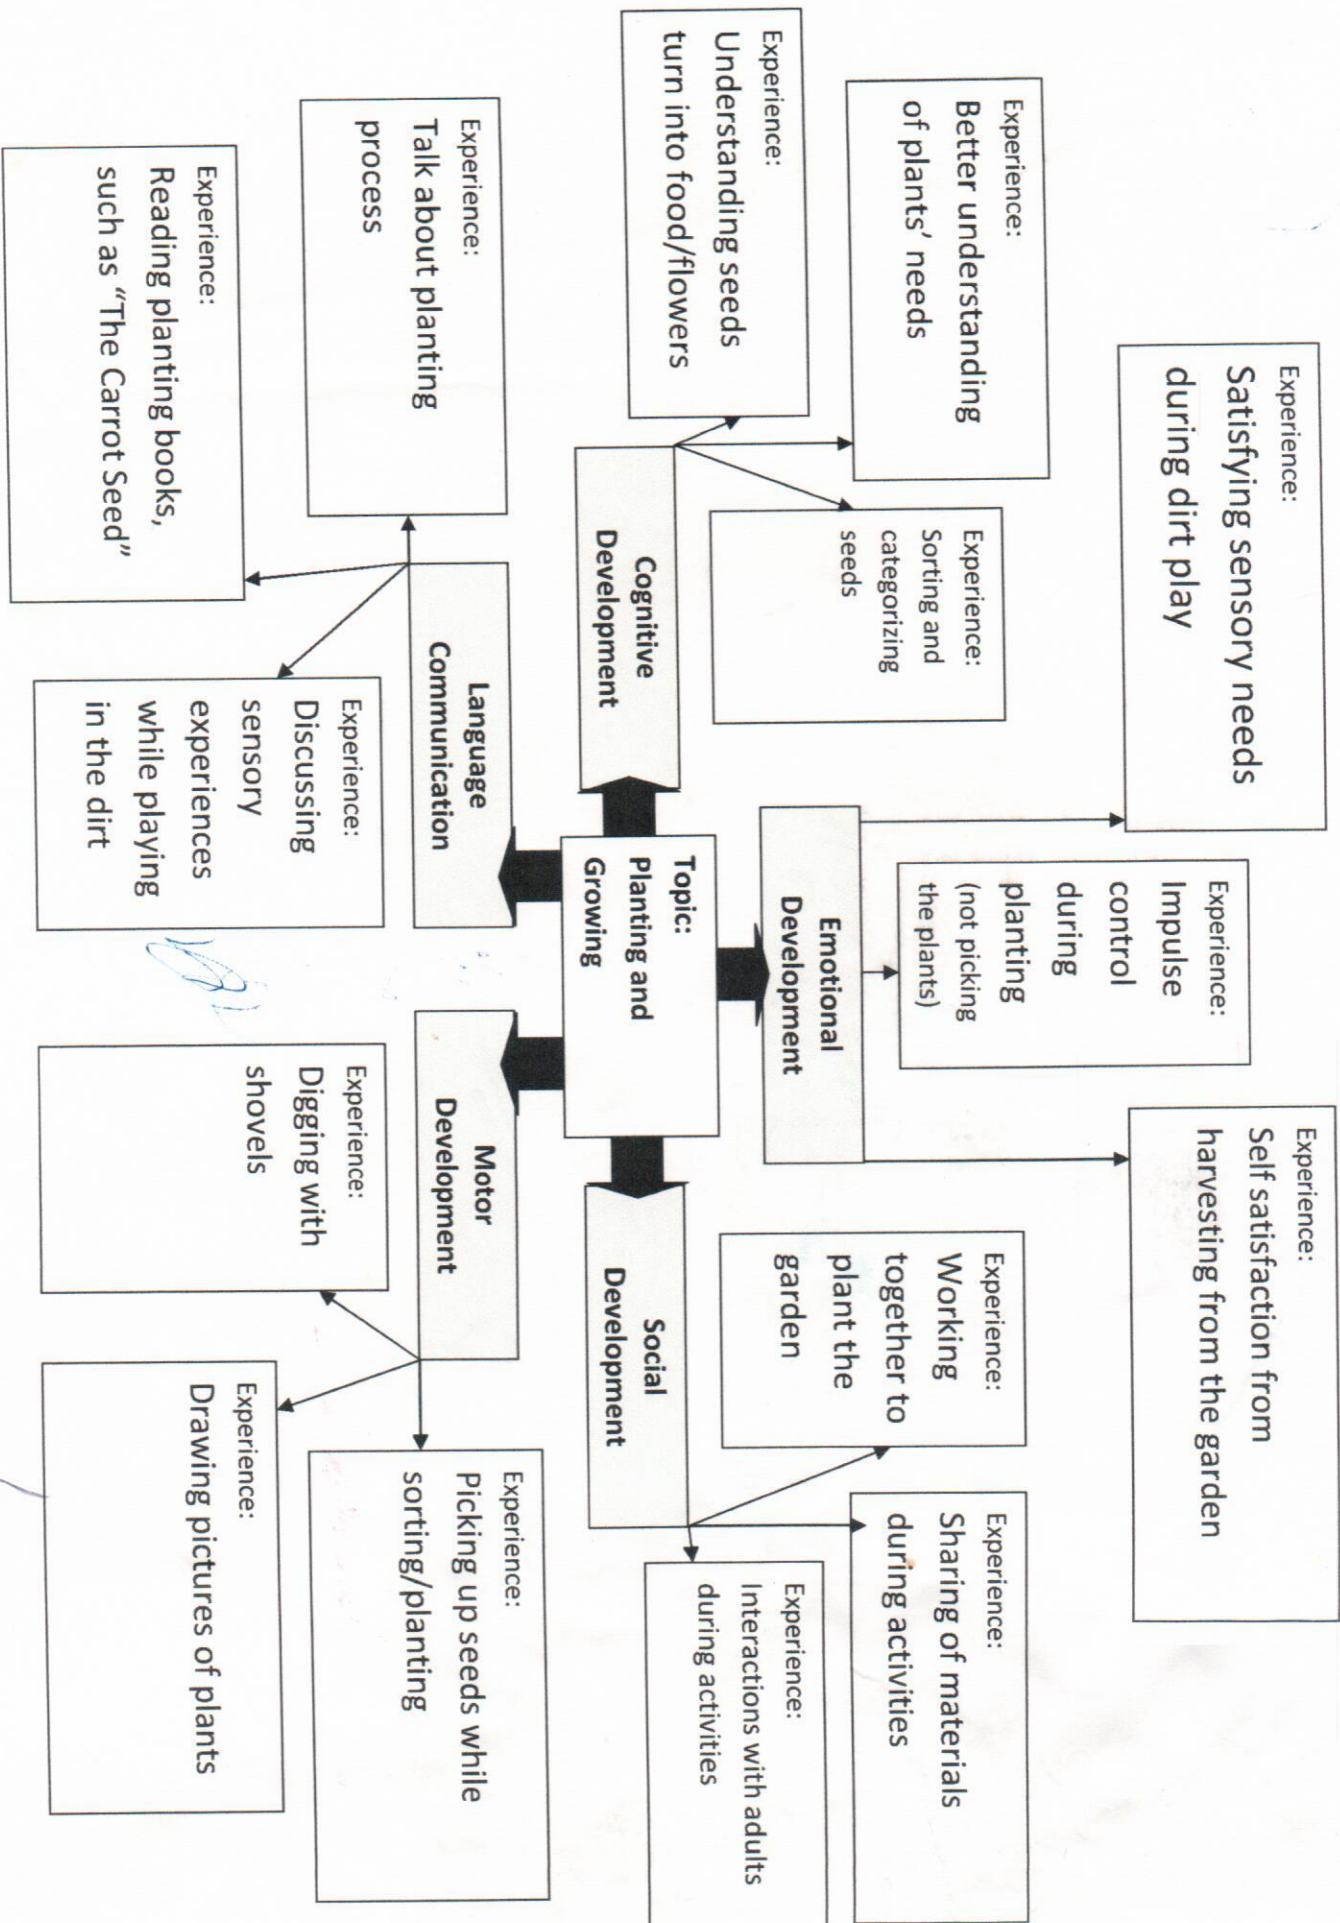 Experience:
Satisfying sensory needs
during dirt play
Experience:
Impulse
control
during
planting
(not picking
the plants)
Experience:
Self satisfaction from
harvesting from the garden
Experience:
Better understanding
of plants' needs
Experience:
Understanding seeds
turn into food/flowers
Experience:
Sorting and
categorizing
seeds
Emotional
Development
Experience:
Working
together to
plant the
garden
Experience:
Sharing of materials
during activities
Experience:
Interactions with adults
during activities
Cognitive
Development
Topic:
Planting and
Growing
Social
Development
Language
Communication
Motor
Development
Experience:
Talk about planting
process
Experience:
Reading planting books,
such as "The Carrot Seed"
Experience:
Discussing
sensory
experiences
while playing
in the dirt
Experience:
Digging with
shovels
Experience:
Picking up seeds while
sorting/planting
Experience:
Drawing pictures of plants